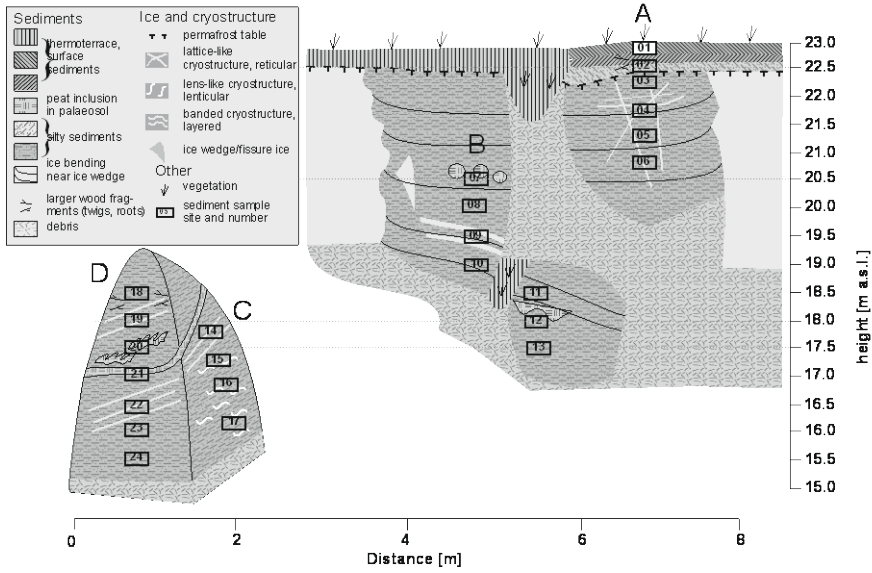 Sediments
thermoterrace,
surface
sediments
peat inclusion
in palaeosol
silty sediments
ice bending
near ice wedge
larger wood frag-
ments (twigs, roots)
debris
Ice and cryostructure
permafrost table
lattice-like
cryostructure, reticular
lens-like cryostructure,
lenticular
banded cryostructure,
layered
ice wedge/fissure ice
Other
vegetation
05
sediment sample
site and number
A
01
02
03
04
05
06
B
07
08
09
10
11
12
13
D
18
19
20
21
22
23
24
C
14
15
16
17
23.0
22.5
22.0
21.5
21.0
20.5
20.0
19.5
19.0
18.5
18.0
17.5
17.0
16.5
16.0
15.5
15.0
height [m a.s.l.]
0
2
4
6
8
Distance [m]